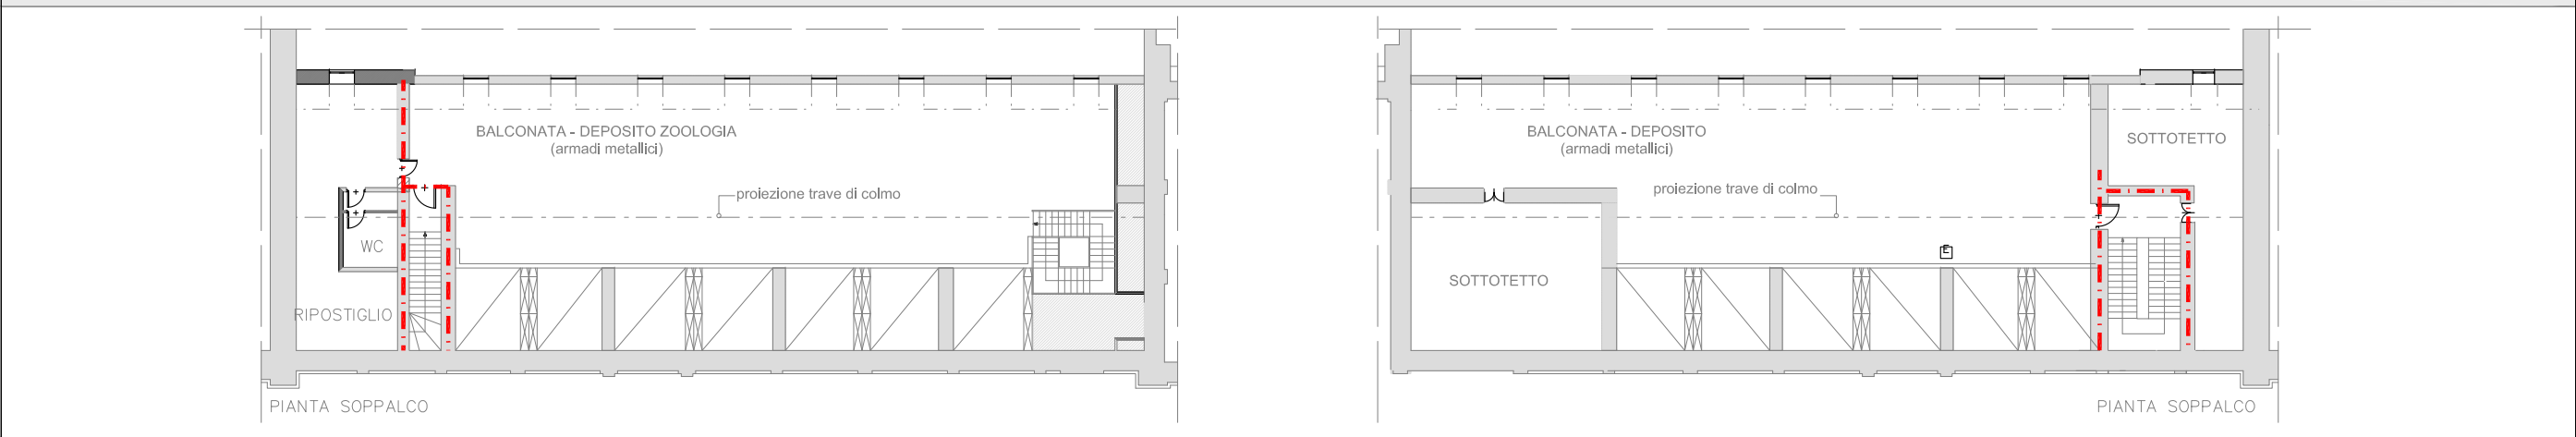 BALCONATA - DEPOSITO ZOOLOGIA
(armadi metallici)
proiezione trave di colmo
WC
RIPOSTIGLIO
PIANTA SOPPALCO
BALCONATA - DEPOSITO
(armadi metallici)
SOTTOTETTO
proiezione trave di colmo
E
SOTTOTETTO
PIANTA SOPPALCO